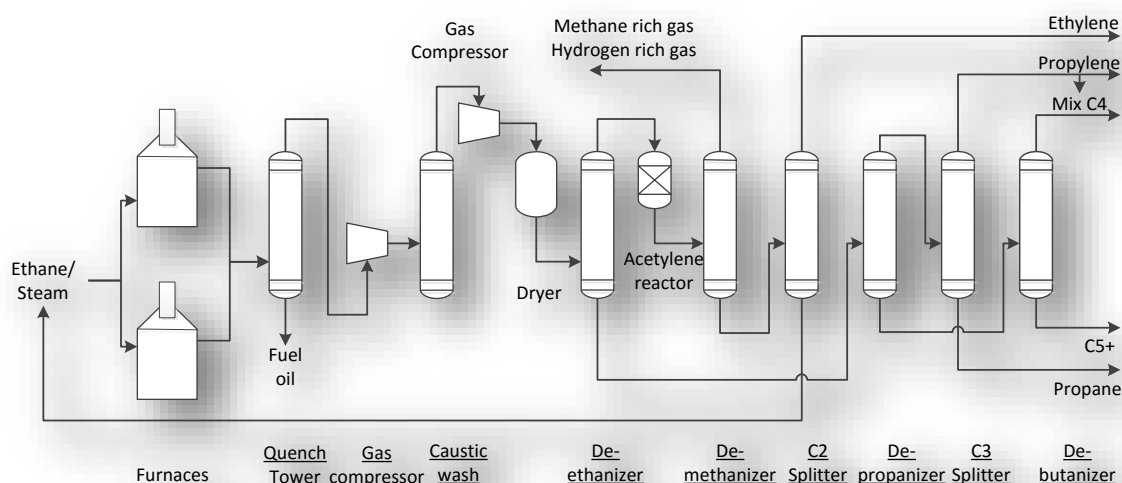 Gas
Compressor
Methane rich gas
Hydrogen rich gas
Ethylene
Propylene
Mix C4
Ethane/
Steam
Dryer
Acetylene
reactor
Fuel
oil
C5+
Propane
Furnaces
Quench
Tower
Gas
compressor
Caustic
wash
De-
ethanizer
De-
methanizer
C2
Splitter
De-
propanizer
C3
Splitter
De-
butanizer